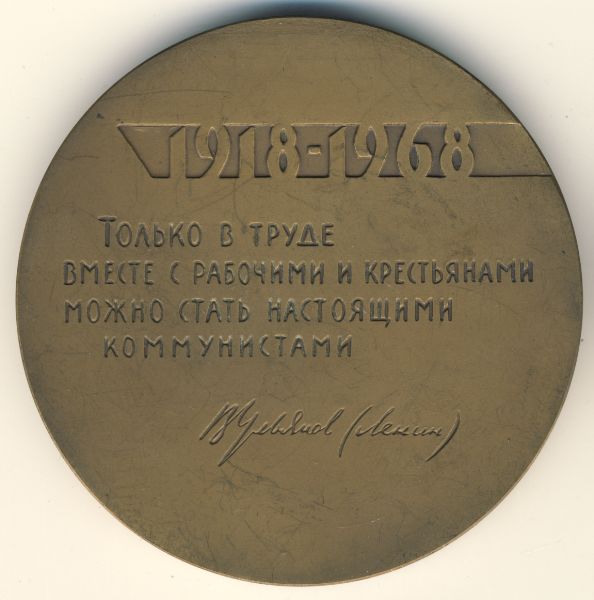 1918-1968
Только в труде
вместе с рабочими и крестьянами
можно стать настоящими
коммунистами
В Ульянов (Ленин)